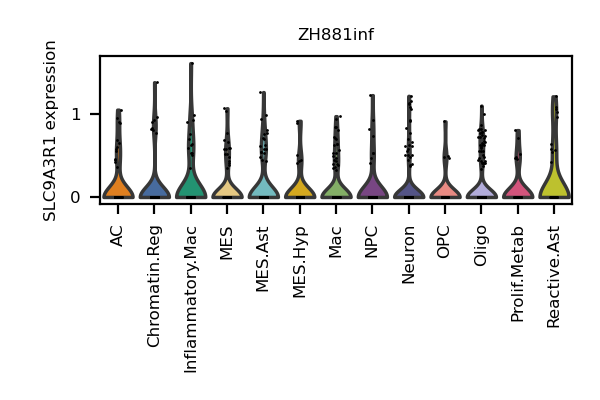 ZH881inf
SLC9A3R1 expression
1
0
AC
Chromatin.Reg
Inflammatory.Mac
MES
MES.Ast
MES.Hyp
Mac
NPC
Neuron
OPC
Oligo
Prolif.Metab
Reactive.Ast